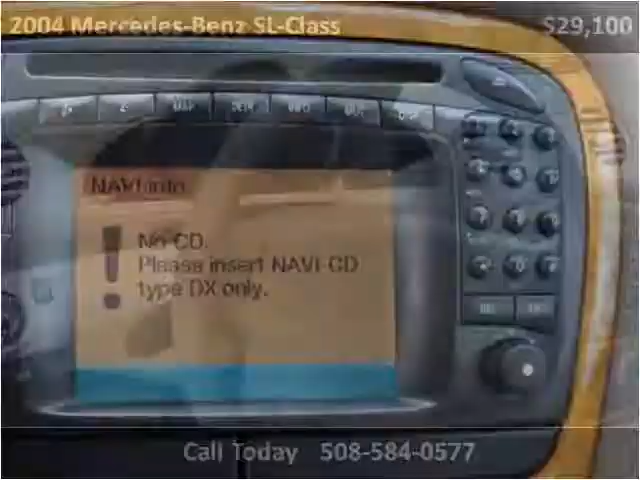 2004 Mercedes-Benz SL-Class $29,100
MAP
NAVI info
No CD.
Please insert NAVI-CD
type DX only.
Call Today 508-584-0577